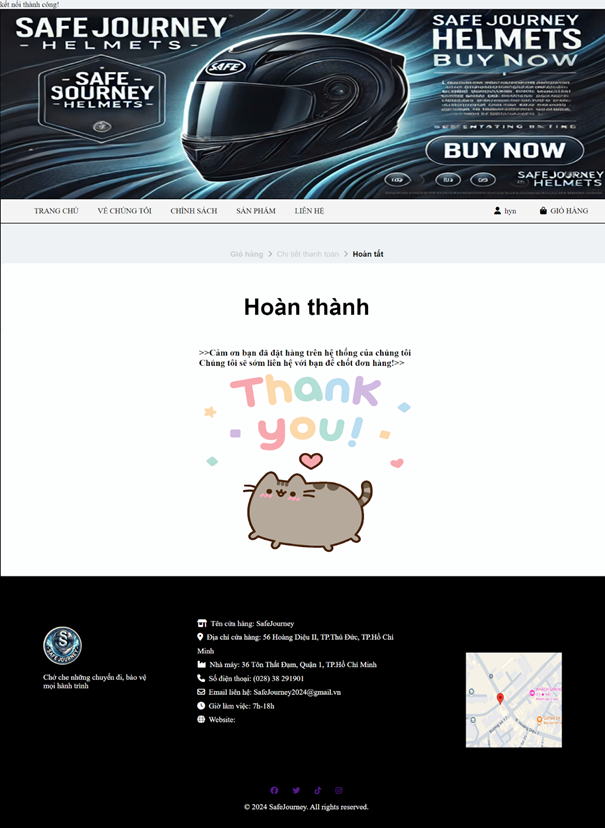 kết nối thành công!
SAFE JOURNEY
- HELMETS -
- SAFE -
SOURNEY
- HELMETS -
SAFE
SAFE JOURNEY
HELMETS
BUY NOW
BUY NOW
SAFEJOURNEY
HELMETS
TRANG CHỦ VỀ CHÚNG TÔI CHÍNH SÁCH SẢN PHẨM LIÊN HỆ hyn GIỎ HÀNG
Giỏ hàng > Chi tiết thanh toán > Hoàn tất
Hoàn thành
>>Cảm ơn bạn đã đặt hàng trên hệ thống của chúng tôi
Chúng tôi sẽ sớm liên hệ với bạn để chốt đơn hàng!>>
Thank
you!
S
SAFE JOURNEY
Chở che những chuyến đi, bảo vệ
mọi hành trình
Tên cửa hàng: SafeJourney
Địa chỉ cửa hàng: 56 Hoàng Diệu II, TP.Thủ Đức, TP.Hồ Chí
Minh
Nhà máy: 36 Tôn Thất Đạm, Quận 1, TP.Hồ Chí Minh
Số điện thoại: (028) 38 291901
Email liên hệ: SafeJourney2024@gmail.vn
Giờ làm việc: 7h-18h
Website:
© 2024 SafeJourney. All rights reserved.